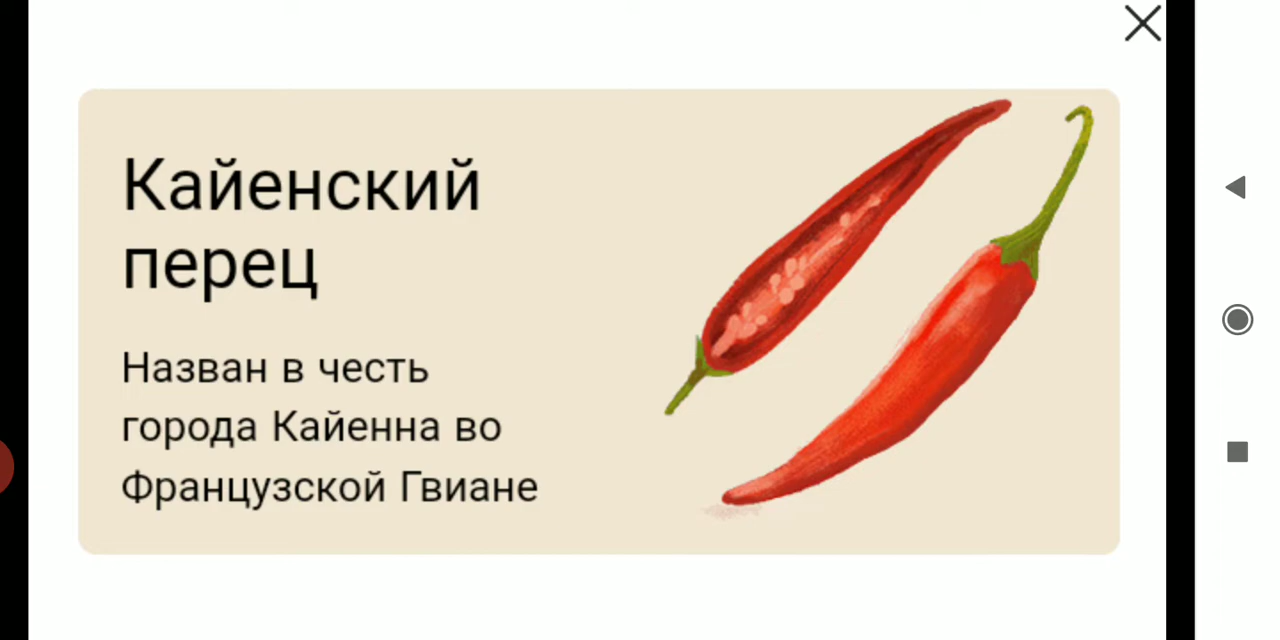 Кайенский
перец
Назван в честь
города Кайенна во
Французской Гвиане